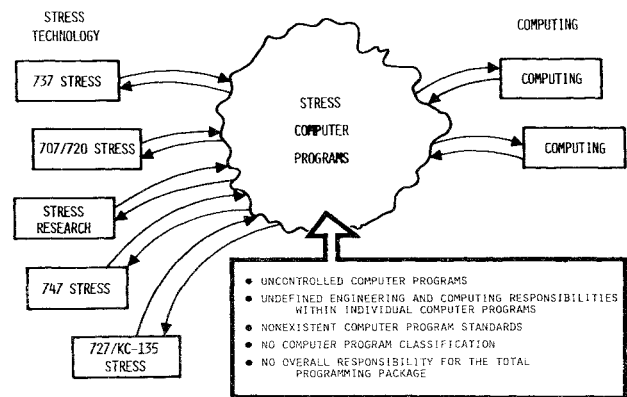 STRESS
TECHNOLOGY
737 STRESS
707/720 STRESS
STRESS
RESEARCH
747 STRESS
727/KC-135
STRESS
STRESS
COMPUTER
PROGRAMS
COMPUTING
COMPUTING
COMPUTING
● UNCONTROLLED COMPUTER PROGRAMS
● UNDEFINED ENGINEERING AND COMPUTING RESPONSIBILITIES
WITHIN INDIVIDUAL COMPUTER PROGRAMS
● NONEXISTENT COMPUTER PROGRAM STANDARDS
● NO COMPUTER PROGRAM CLASSIFICATION
● NO OVERALL RESPONSIBILITY FOR THE TOTAL
PROGRAMMING PACKAGE